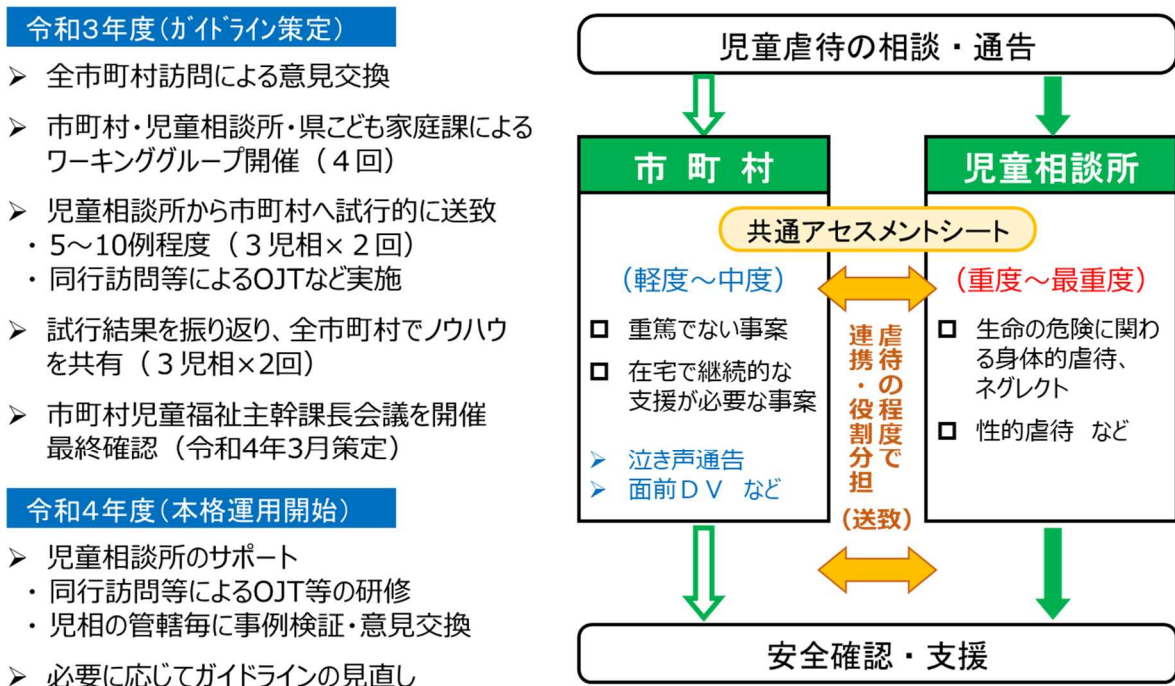 令和３年度(ｶﾞｲﾄﾞﾗｲﾝ策定)
➢ 全市町村訪問による意見交換
➢ 市町村・児童相談所・県こども家庭課による
ワーキンググループ開催（４回）
➢ 児童相談所から市町村へ試行的に送致
・5～10例程度（３児相×２回）
・同行訪問等によるOJTなど実施
➢ 試行結果を振り返り、全市町村でノウハウ
を共有（３児相×2回）
➢ 市町村児童福祉主幹課長会議を開催
最終確認（令和4年3月策定）
令和４年度(本格運用開始)
➢ 児童相談所のサポート
・同行訪問等によるOJT等の研修
・児相の管轄毎に事例検証・意見交換
➢ 必要に応じてガイドラインの見直し
児童虐待の相談・通告
市町村
児童相談所
共通アセスメントシート
（軽度～中度）
（重度～最重度）
□ 重篤でない事案
□ 在宅で継続的な
支援が必要な事案
➢ 泣き声通告
➢ 面前ＤＶ など
虐待の程度で
連携・役割分担
（送致）
□ 生命の危険に関わ
る身体的虐待、
ネグレクト
□ 性的虐待 など
安全確認・支援